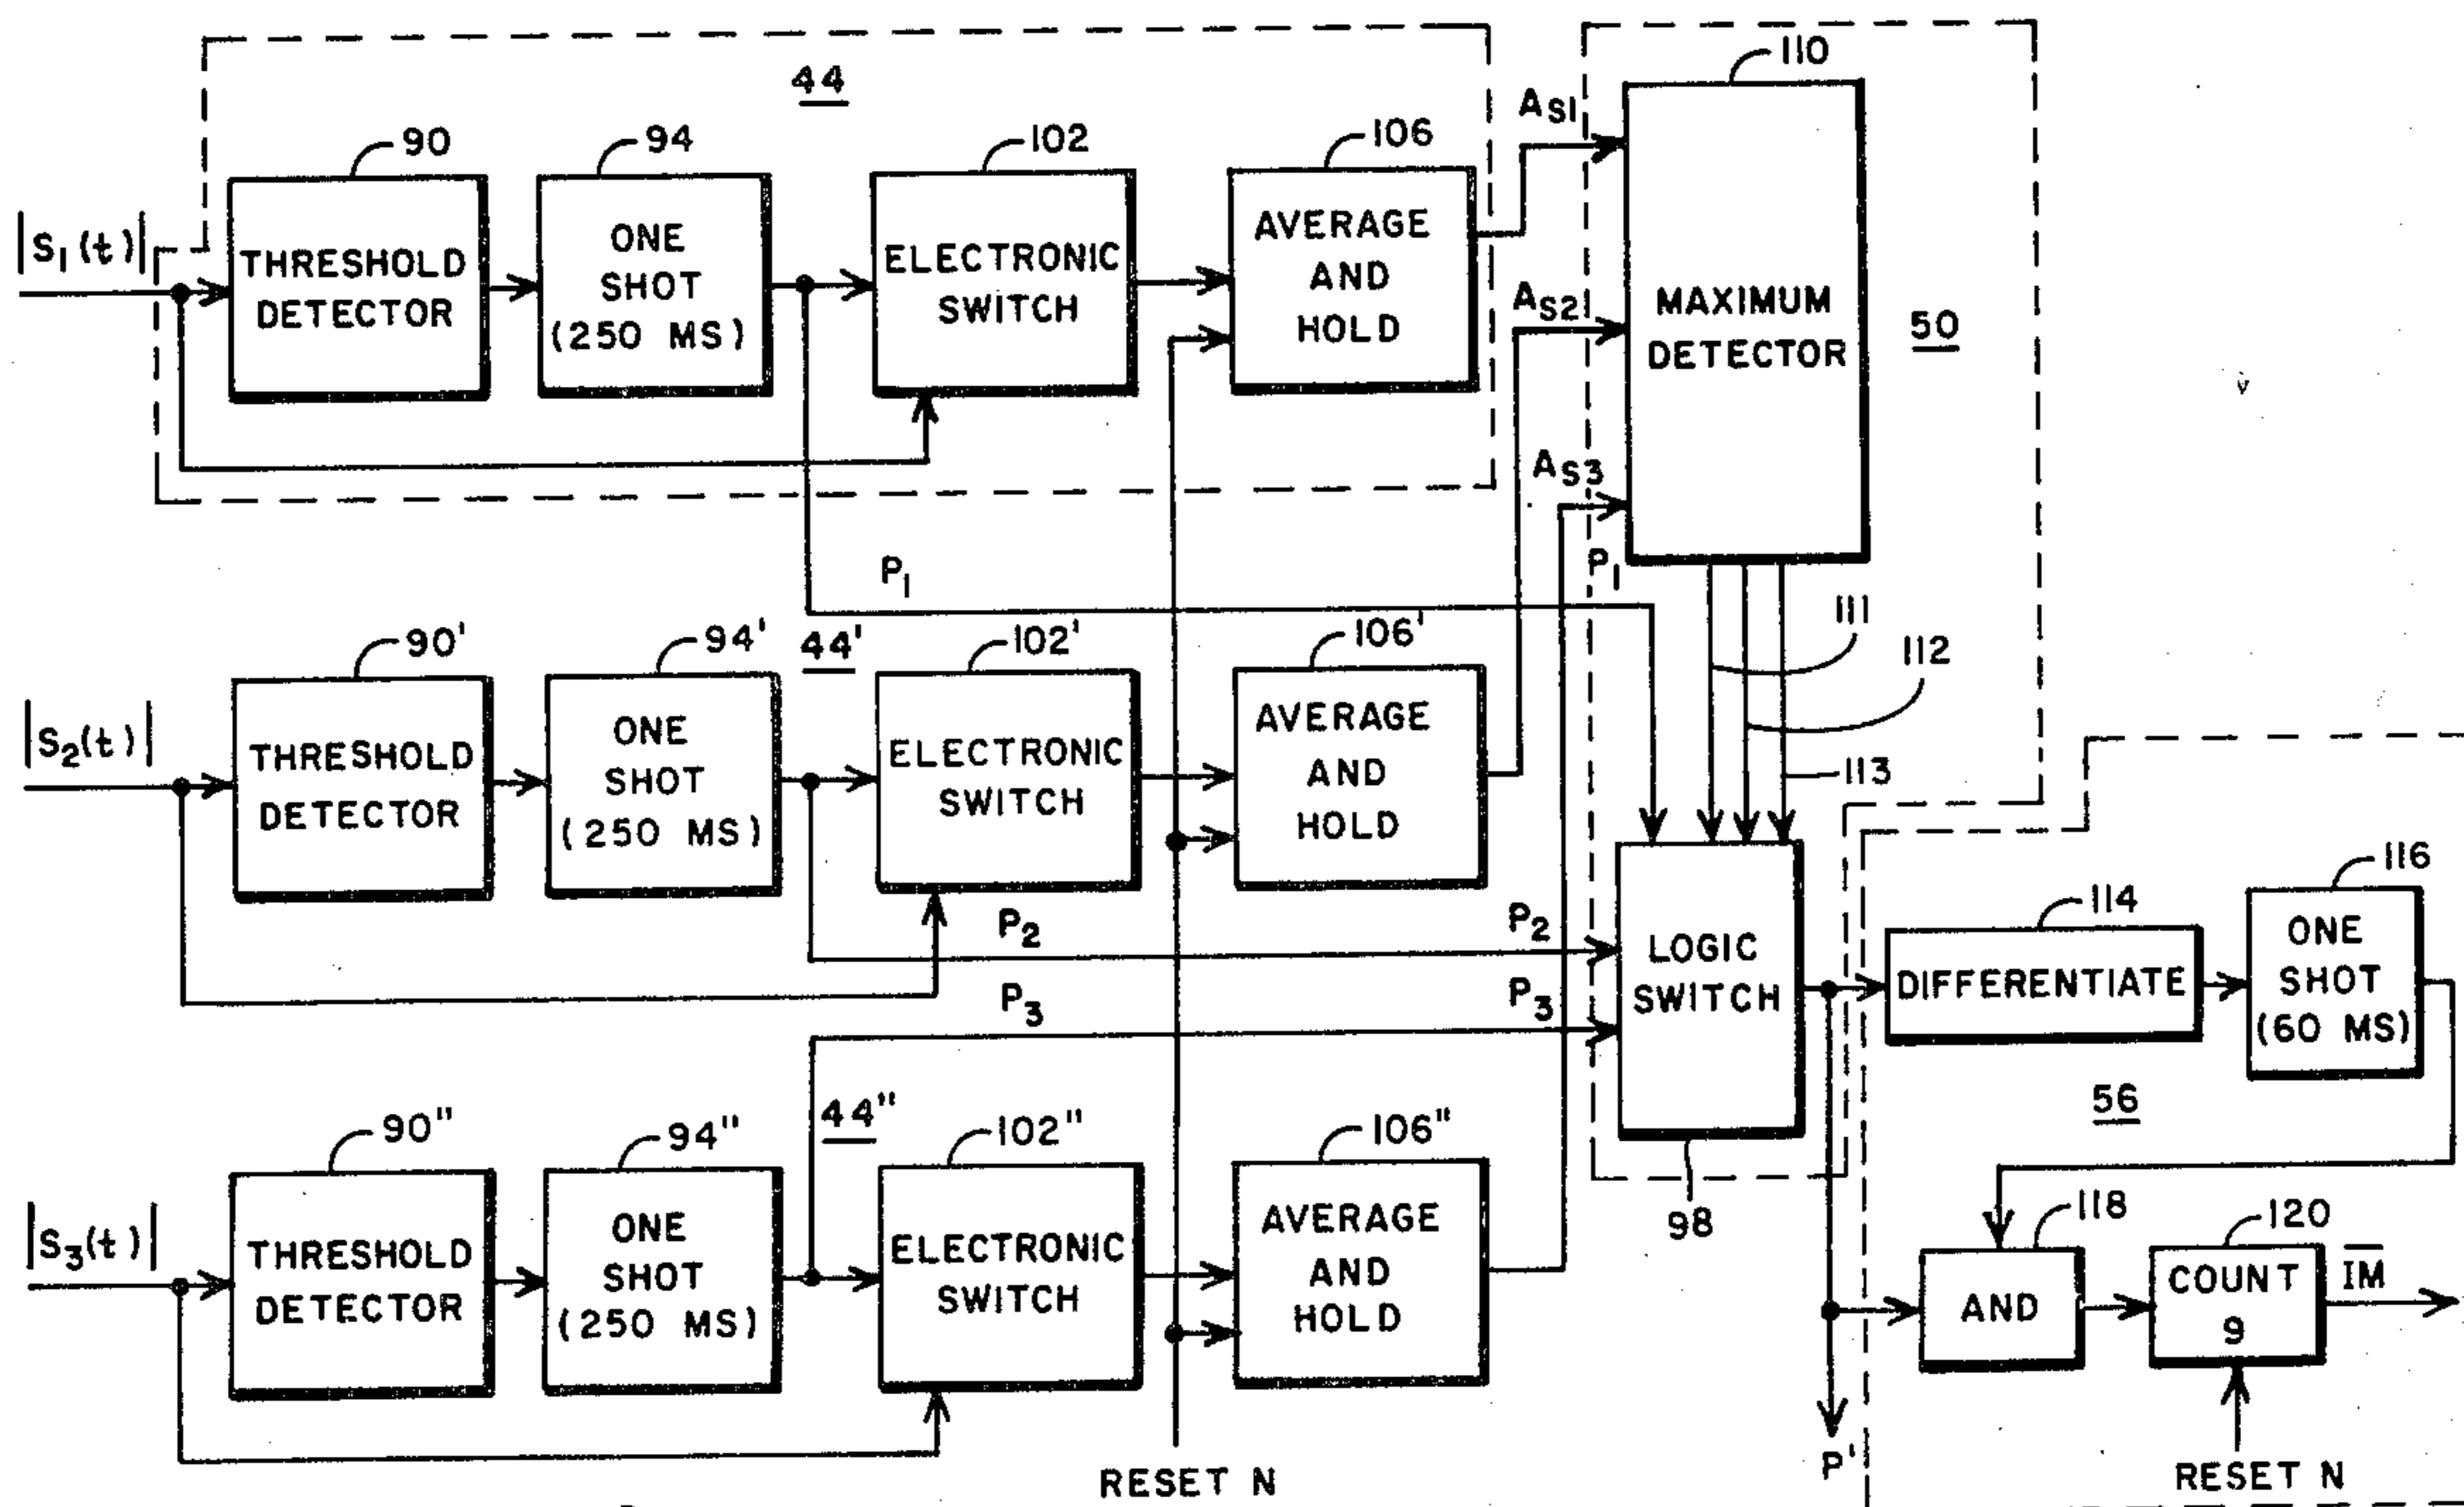 44
110
90
94
102
106
A S1
|S1(t)|
THRESHOLD
DETECTOR
ONE
SHOT
(250 MS)
ELECTRONIC
SWITCH
AVERAGE
AND
HOLD
A S2
MAXIMUM
DETECTOR
50
A S3
P1
P1
111
112
113
90'
94'
44'
102'
106'
|S2(t)|
THRESHOLD
DETECTOR
ONE
SHOT
(250 MS)
ELECTRONIC
SWITCH
AVERAGE
AND
HOLD
P2
P2
P3
P3
LOGIC
SWITCH
98
114
DIFFERENTIATE
116
ONE
SHOT
(60 MS)
56
90"
94"
44"
102"
106"
|S3(t)|
THRESHOLD
DETECTOR
ONE
SHOT
(250 MS)
ELECTRONIC
SWITCH
AVERAGE
AND
HOLD
118
AND
120
COUNT
9
I̅M̅
P'
RESET N
RESET N